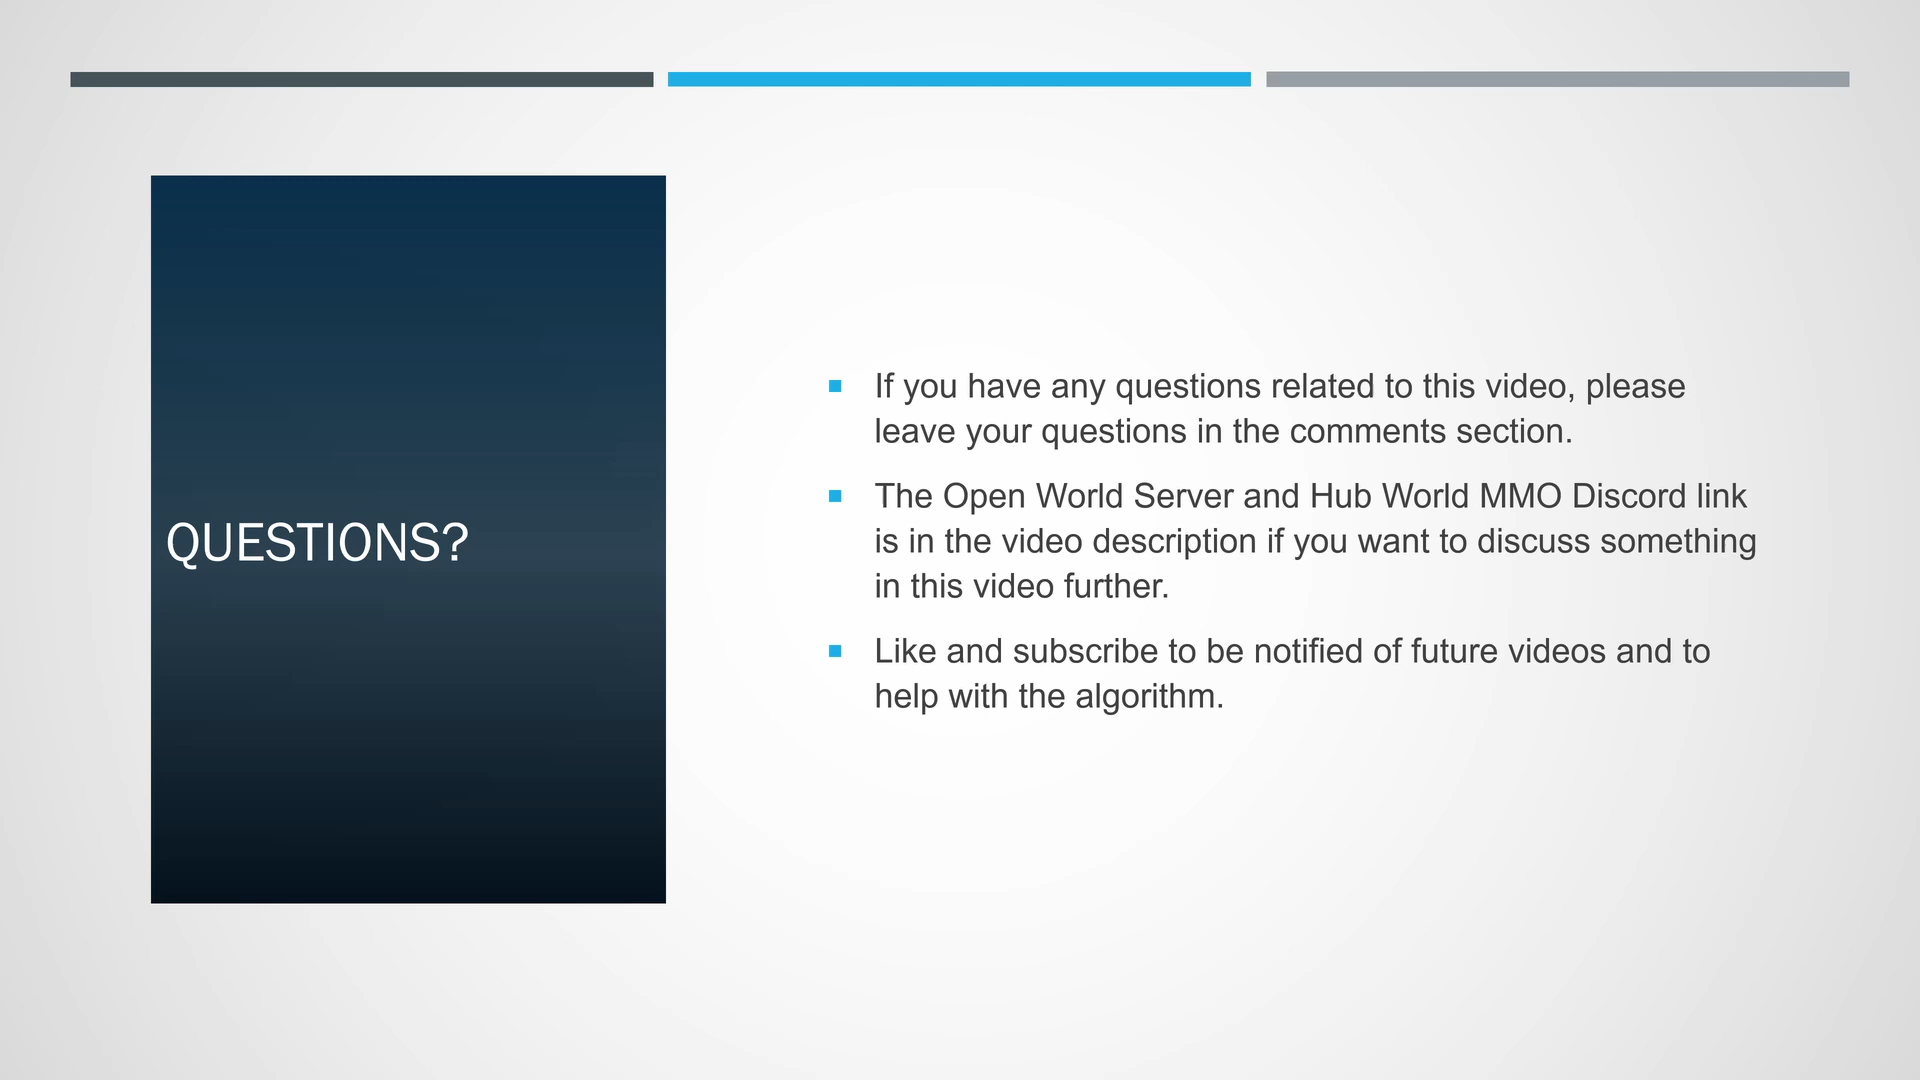 QUESTIONS?
If you have any questions related to this video, please
leave your questions in the comments section.
The Open World Server and Hub World MMO Discord link
is in the video description if you want to discuss something
in this video further.
Like and subscribe to be notified of future videos and to
help with the algorithm.